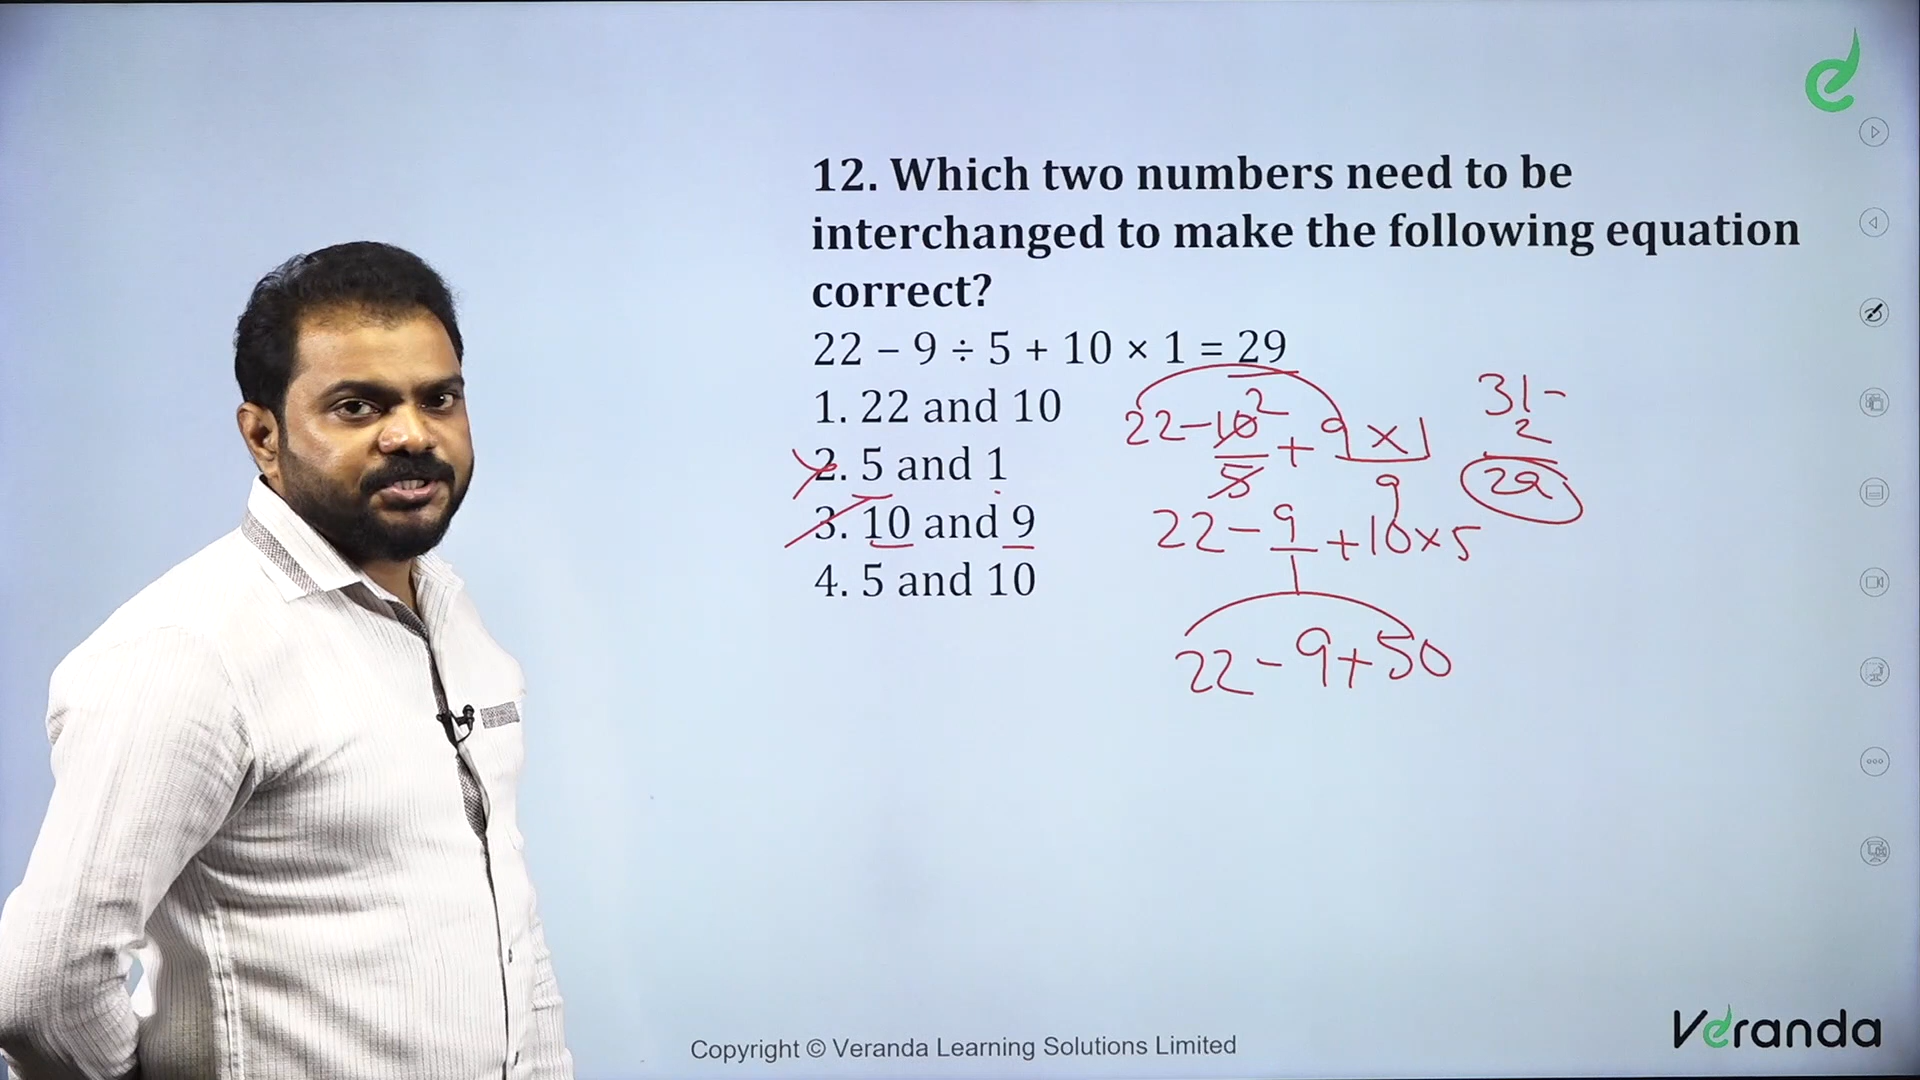 12. Which two numbers need to be
interchanged to make the following equation
correct?
22 – 9 ÷ 5 + 10 × 1 = 29
1. 22 and 10
2. 5 and 1
3. 10 and 9
4. 5 and 10
22 - 10 2
5
+ 9 × 1
9
31 -
2
29
22 - 9 + 10 × 5
1
22 - 9 + 50
Veranda
Copyright © Veranda Learning Solutions Limited